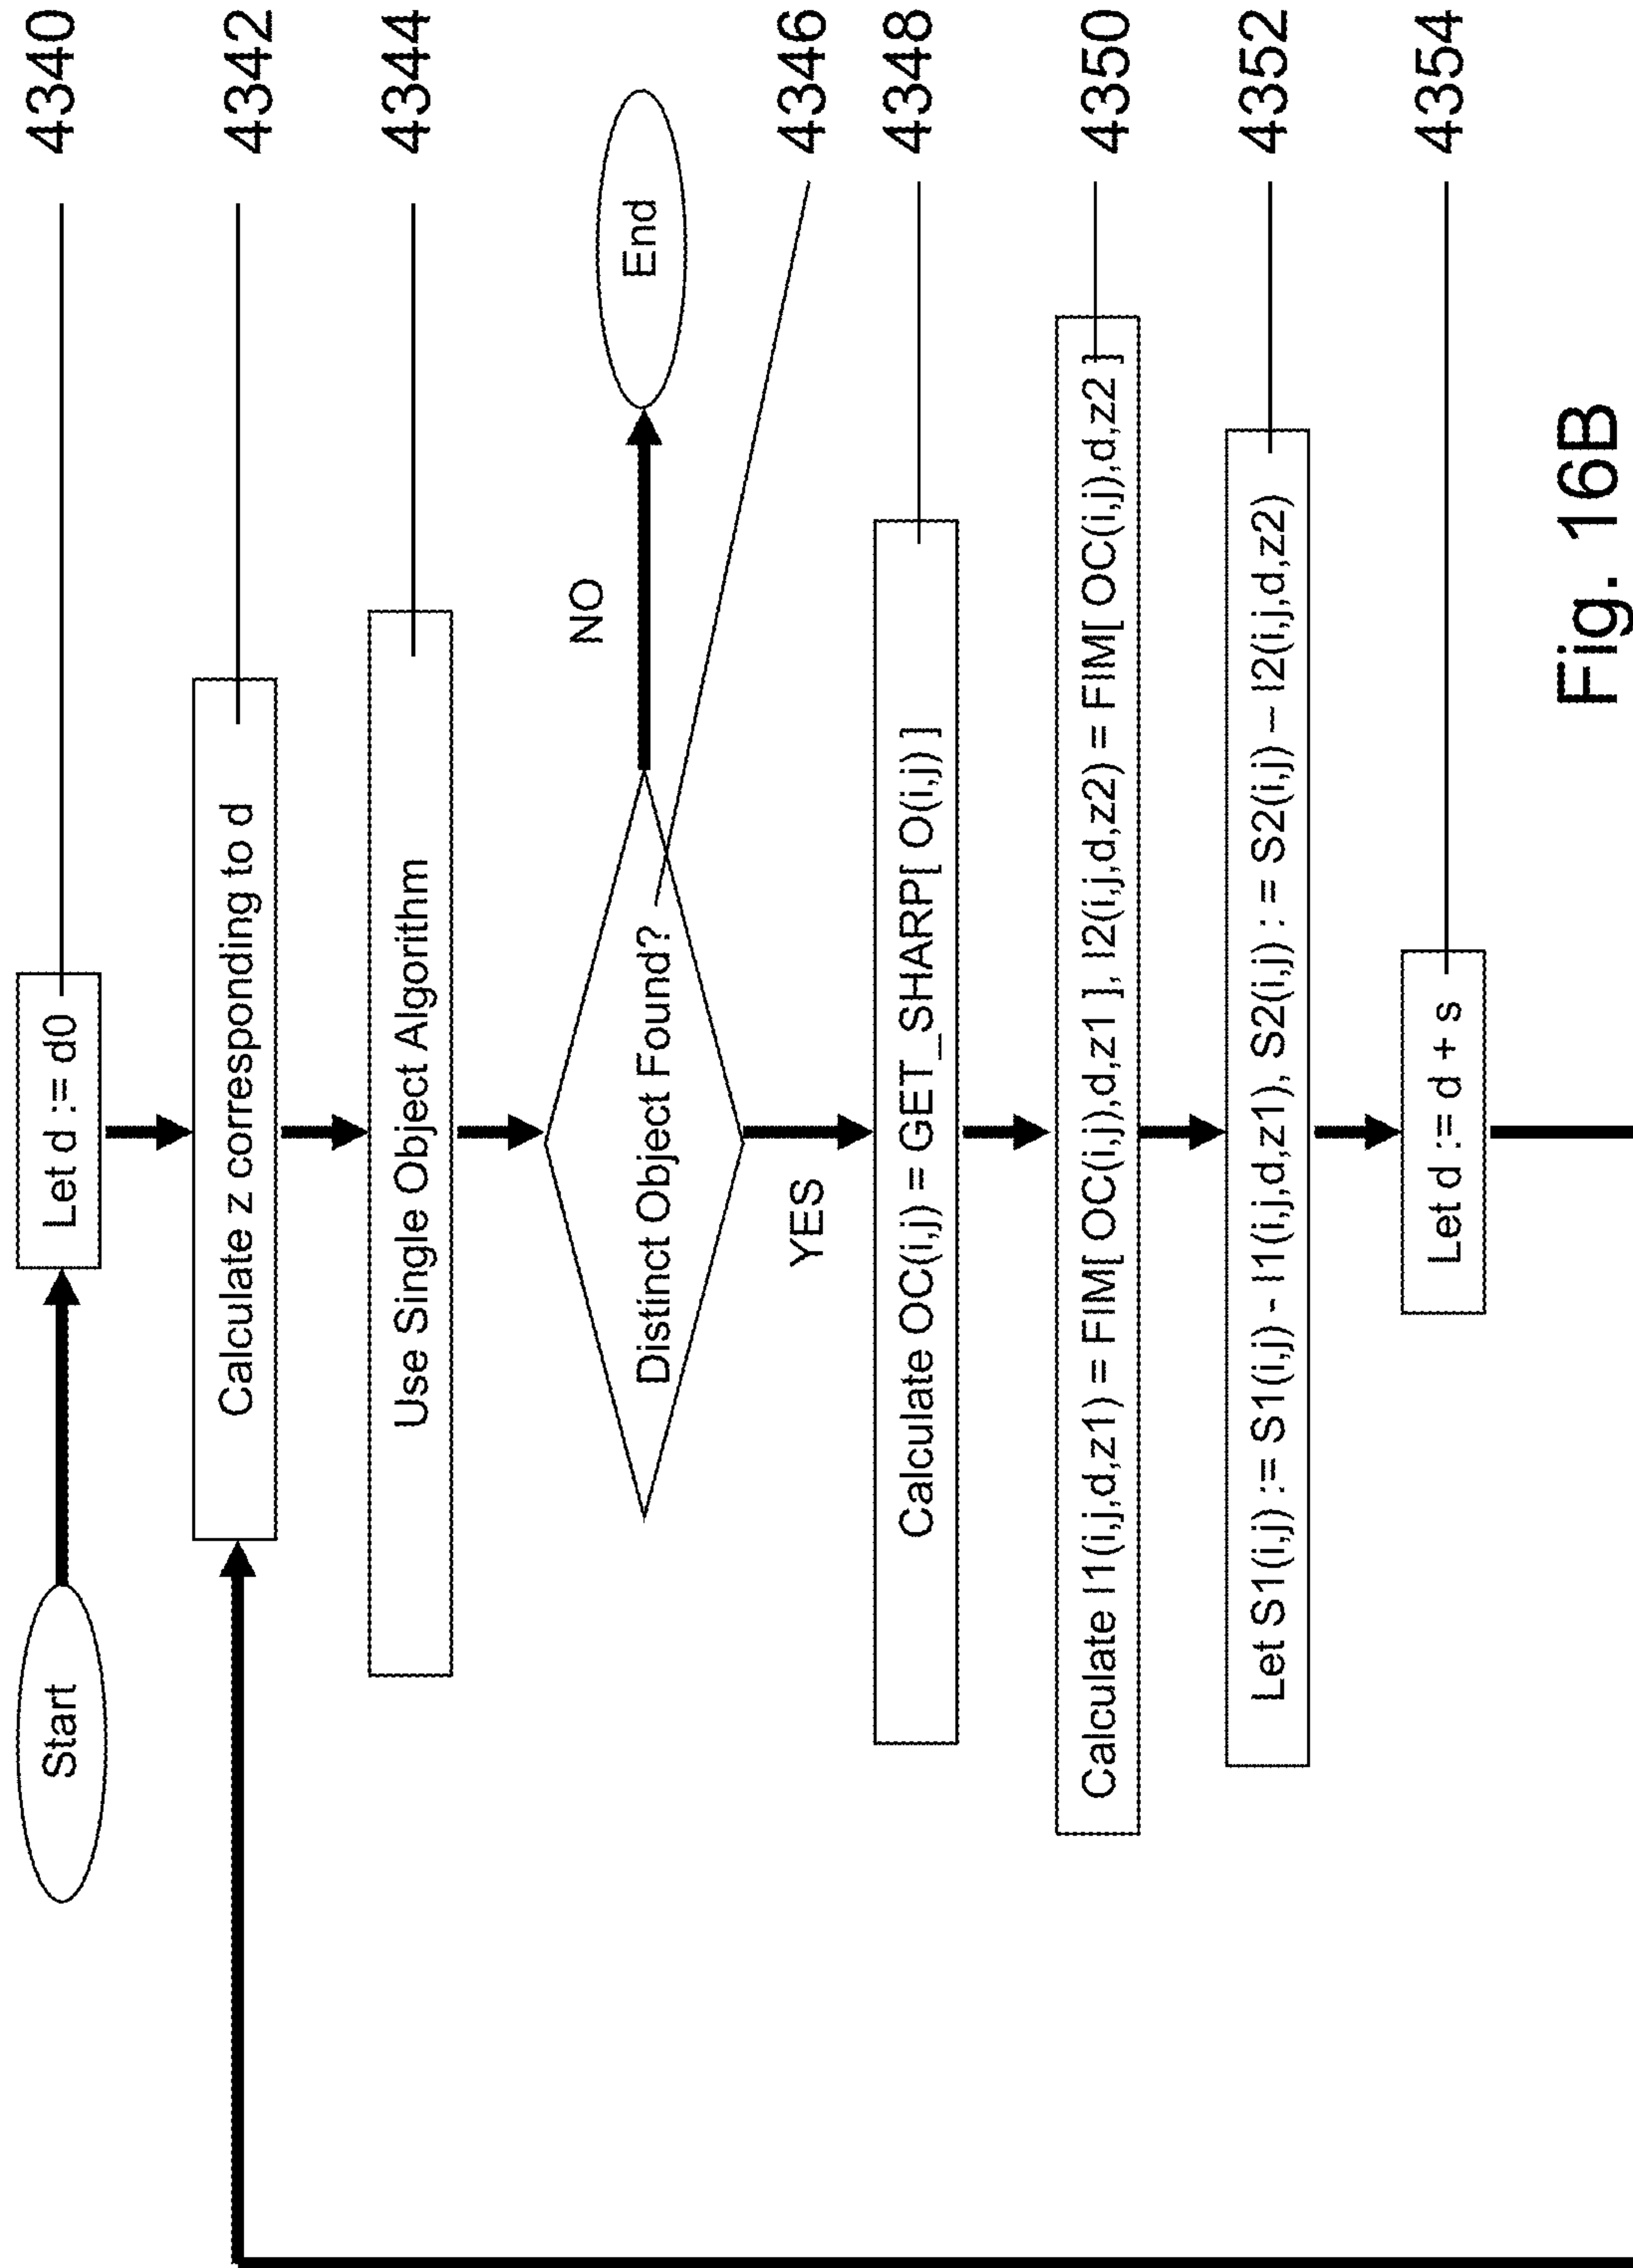 Start
Let d := d0
4340
Calculate z corresponding to d
4342
Use Single Object Algorithm
4344
Distinct Object Found?
NO
End
4346
YES
Calculate OC(i,j) = GET_SHARP[ O(i,j) ]
4348
Calculate I1(i,j,d,z1) = FIM[ OC(i,j)),d,z1 ], I2(i,j,d,z2) = FIM[ OC(i,j),d,z2 ]
4350
Let S1(i,j) := S1(i,j) - I1(i,j,d,z1), S2(i,j) : = S2(i,j) – I2(i,j,d,z2)
4352
Let d := d + s
4354
Fig. 16B